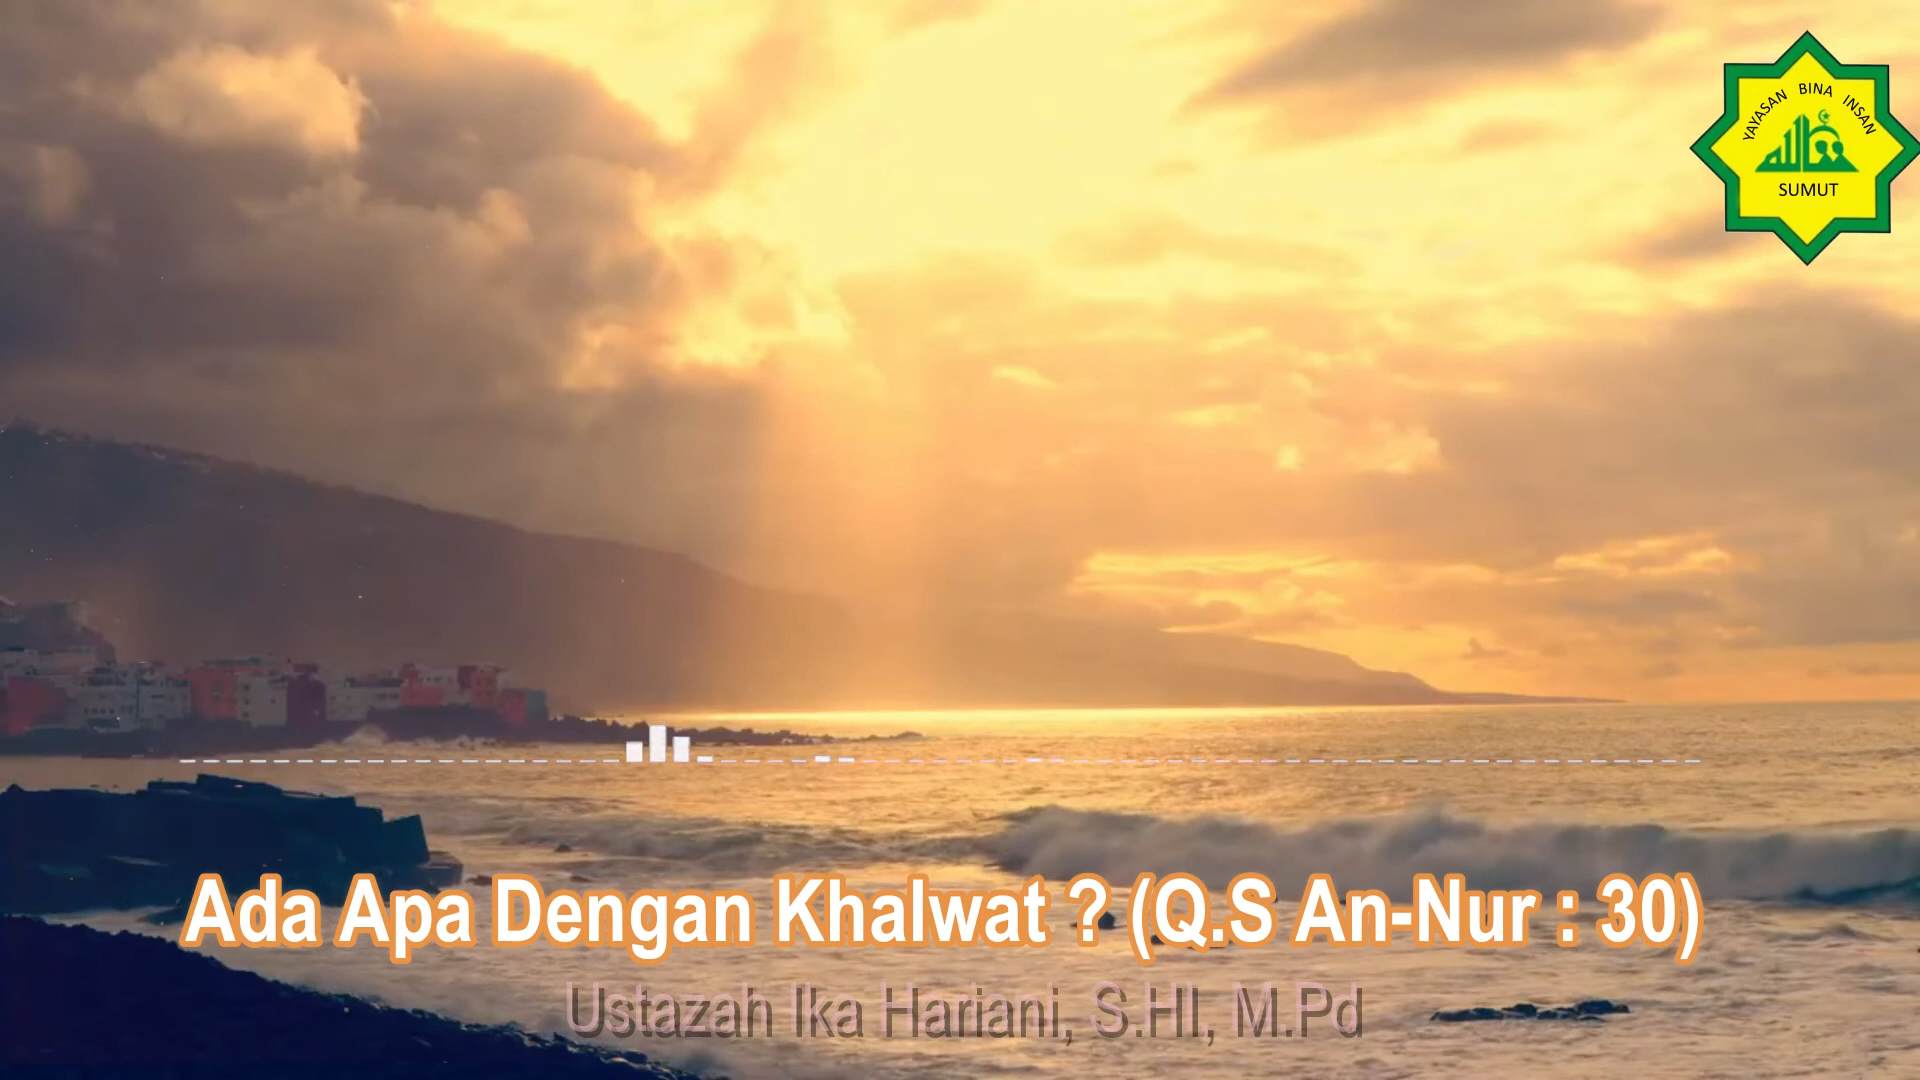 YAYASAN BINA INSAN
SUMUT
Ada Apa Dengan Khalwat ? (Q.S An-Nur : 30)
Ustazah Ika Hariani, S.HI, M.Pd